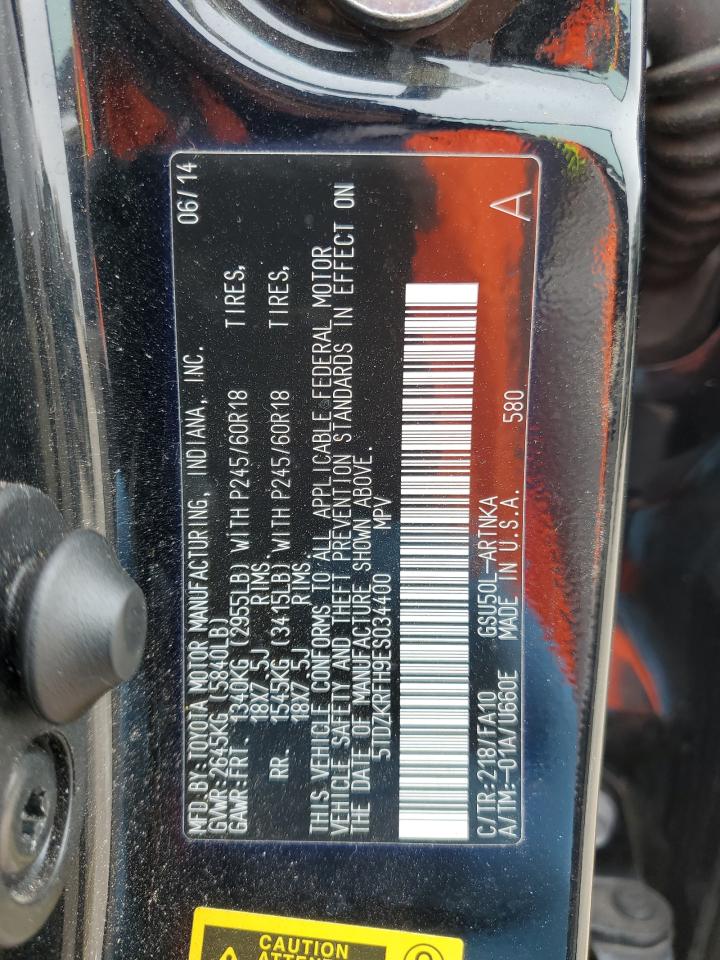 MFD.BY:TOYOTA MOTOR MANUFACTURING, INDIANA, INC. 06/14
GVWR:2645KG (5840LB)
GAWR:FRT. 1340KG (2955LB) WITH P245/60R18 TIRES,
18X7.5J RIMS,
RR. 1545KG (3415LB) WITH P245/60R18 TIRES,
18X7.5J RIMS,
THIS VEHICLE CONFORMS TO ALL APPLICABLE FEDERAL MOTOR
VEHICLE SAFETY AND THEFT PREVENTION STANDARDS IN EFFECT ON
THE DATE OF MANUFACTURE SHOWN ABOVE.
5TDZKRFH9ES034400 MPV
C/TR:218/FA10 GSU50L-ARTNKA
A/TM:-01A/U660E MADE IN U.S.A. 580
A
CAUTION